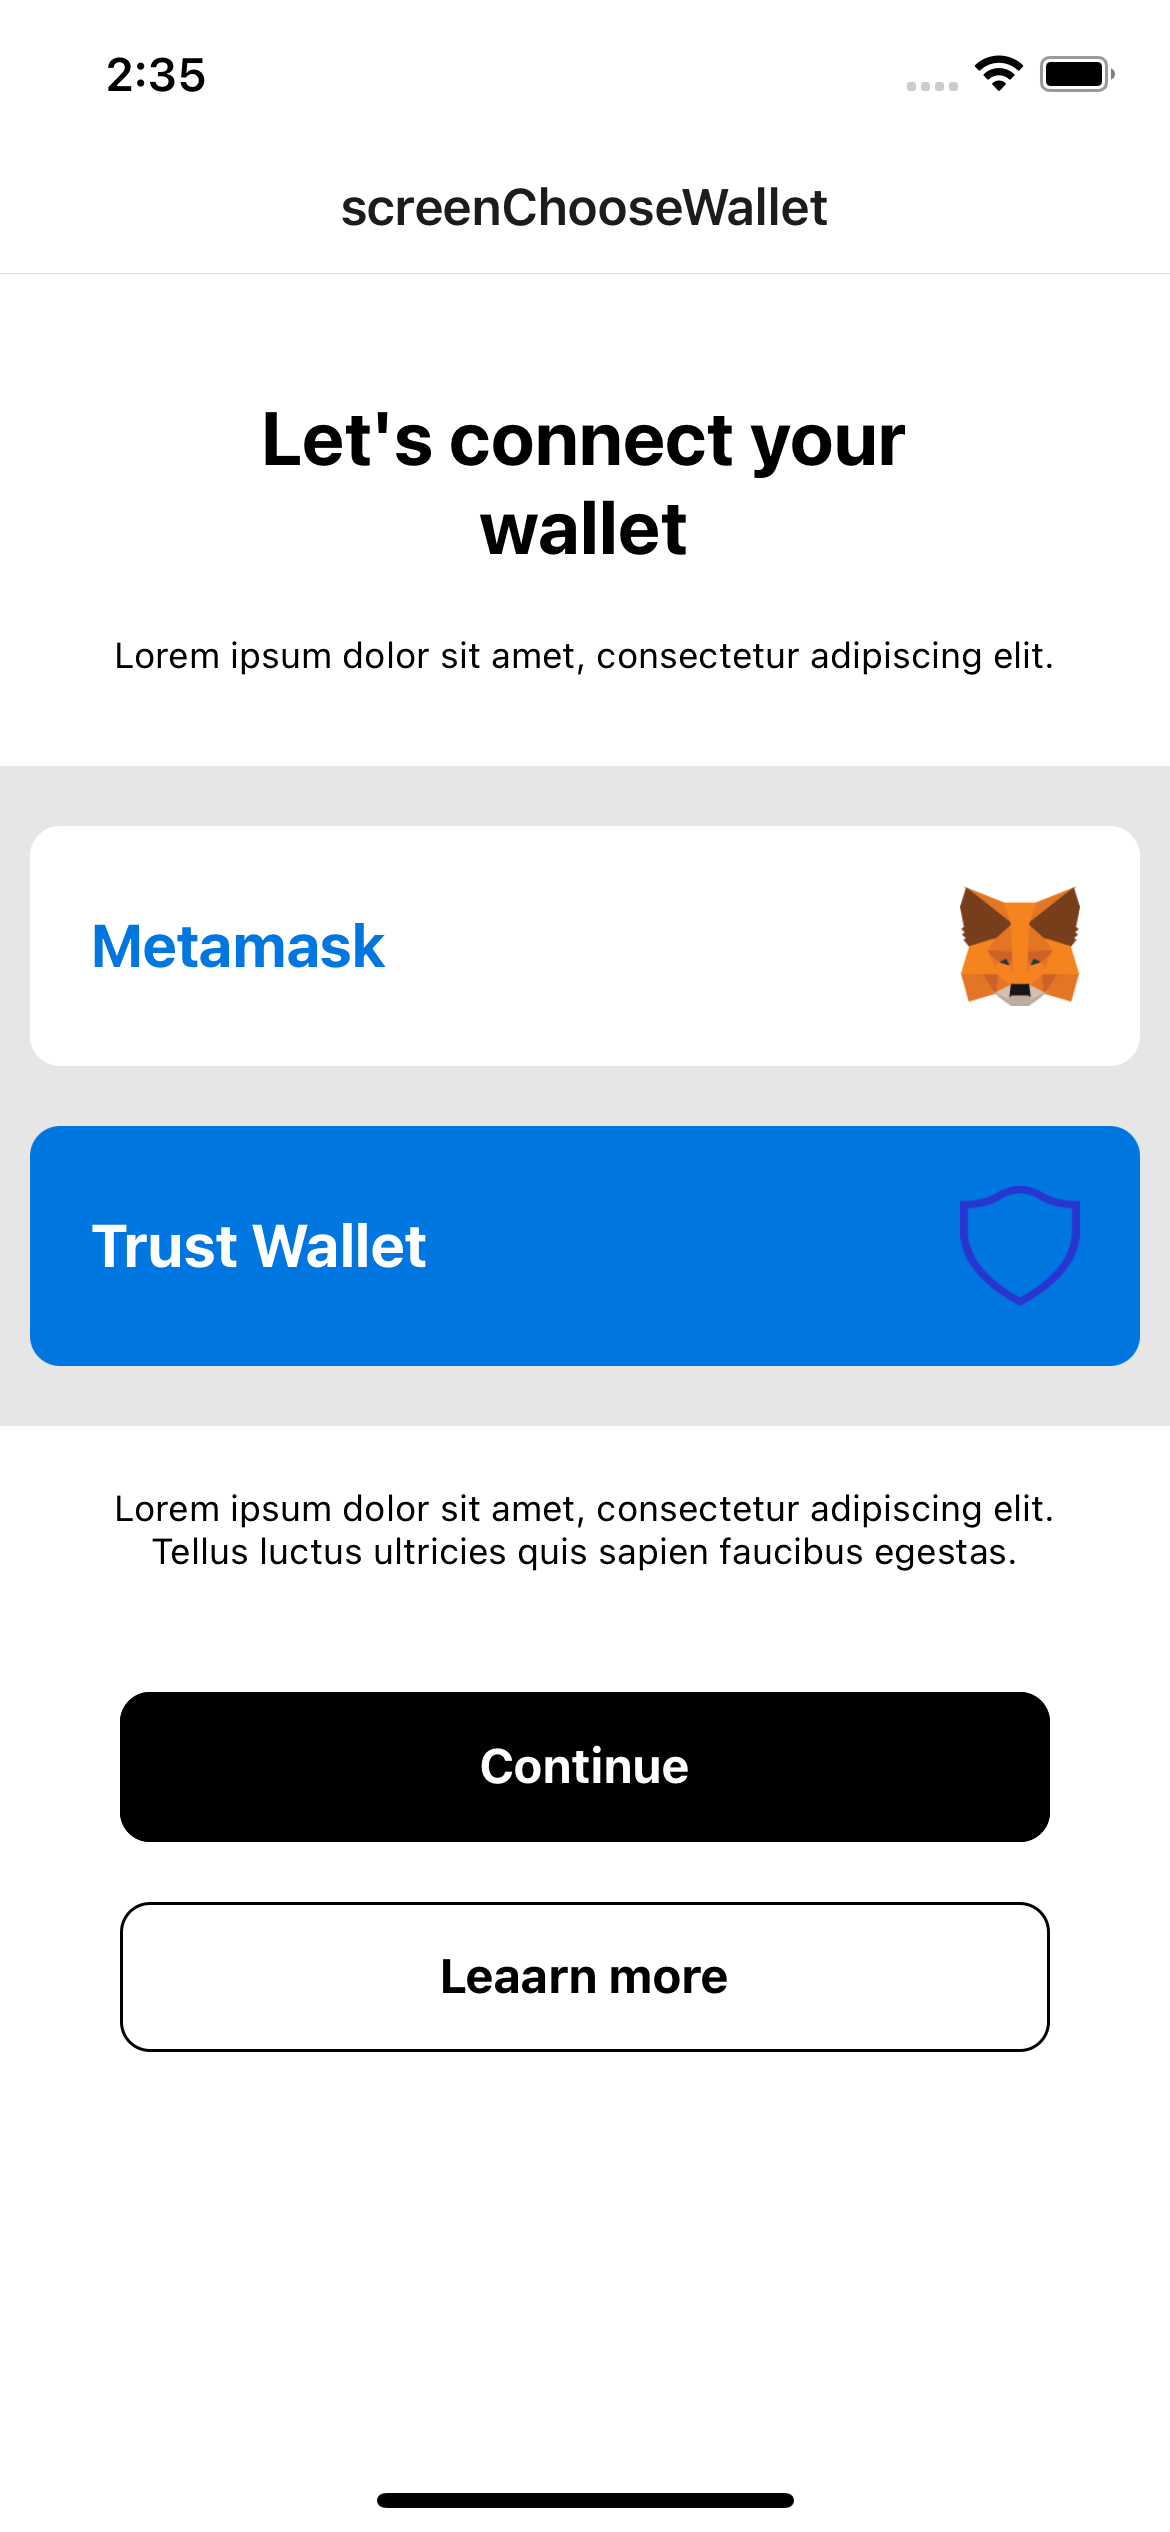 2:35
screenChooseWallet
Let's connect your
wallet
Lorem ipsum dolor sit amet, consectetur adipiscing elit.
Metamask
Trust Wallet
Lorem ipsum dolor sit amet, consectetur adipiscing elit.
Tellus luctus ultricies quis sapien faucibus egestas.
Continue
Leaarn more